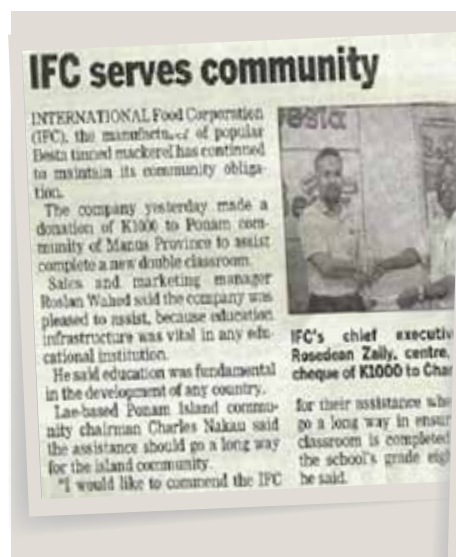 IFC serves community
INTERNATIONAL Food Corporation
(IFC), the manufacturer of popular
Besta tinned mackerel has continued
to maintain its community obliga-
tion.
The company yesterday made a
donation of K1000 to Ponam com-
munity of Manus Province to assist
complete a new double classroom.
Sales and marketing manager
Roslan Wahed said the company was
pleased to assist, because education
infrastructure was vital in any edu-
cational institution.
He said education was fundamental
in the development of any country.
Lae-based Ponam Island commu-
nity chairman Charles Nakau said
the assistance should go a long way
for the island community.
"I would like to commend the IFC
esta
IFC's chief executiv
Rosedean Zally, centre,
cheque of K1000 to Char
for their assistance whi
go a long way in ensur
classroom is completed
the school's grade eigh
he said.